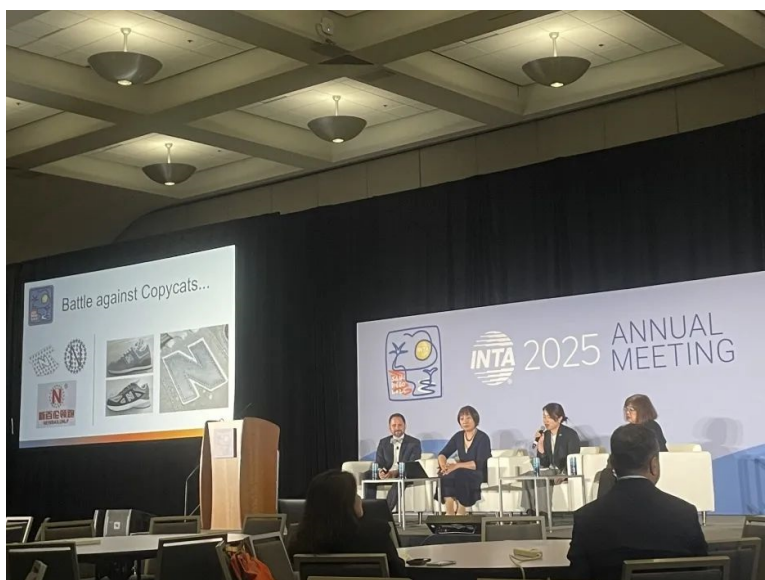 Battle against Copycats...
N
N
N
新百伦领跑
INTA
2025
ANNUAL
MEETING